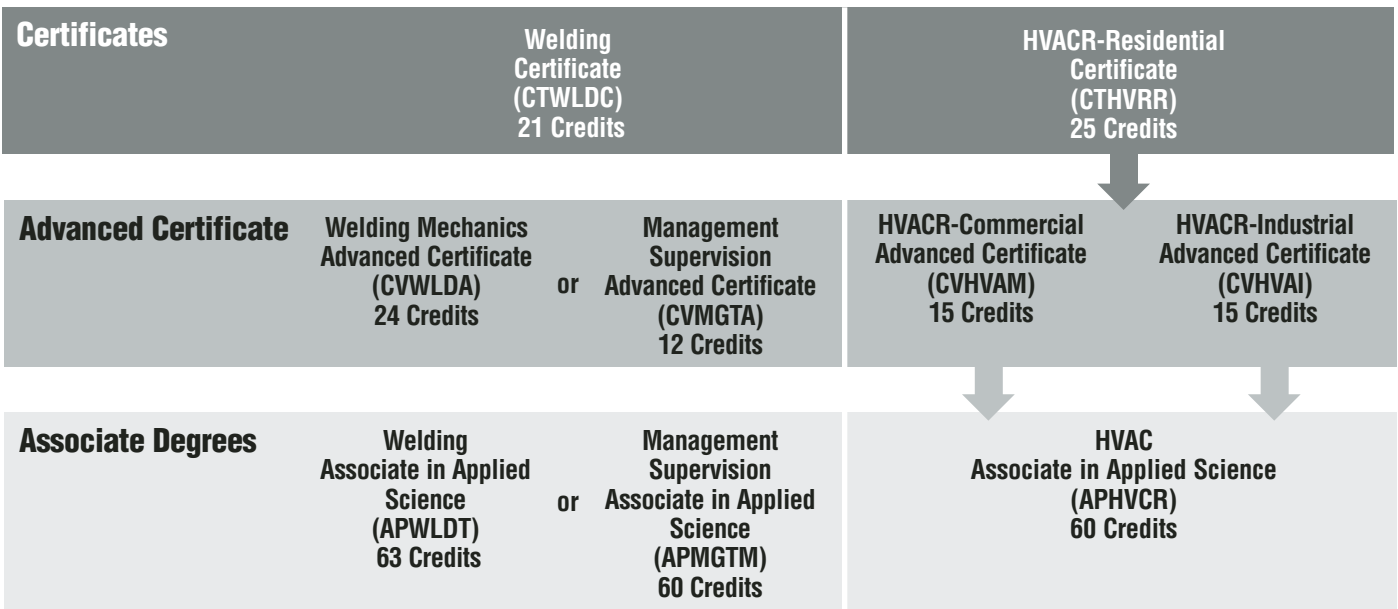 Certificates
Welding
Certificate
(CTWLDC)
21 Credits
HVACR-Residential
Certificate
(CTHVRR)
25 Credits
Advanced Certificate
Welding Mechanics
Advanced Certificate
(CVWLDA)
24 Credits
or
Management
Supervision
Advanced Certificate
(CVMGTA)
12 Credits
HVACR-Commercial
Advanced Certificate
(CVHVAM)
15 Credits
HVACR-Industrial
Advanced Certificate
(CVHVAI)
15 Credits
Associate Degrees
Welding
Associate in Applied
Science
(APWLDT)
63 Credits
or
Management
Supervision
Associate in Applied
Science
(APMGTM)
60 Credits
HVAC
Associate in Applied Science
(APHVCR)
60 Credits